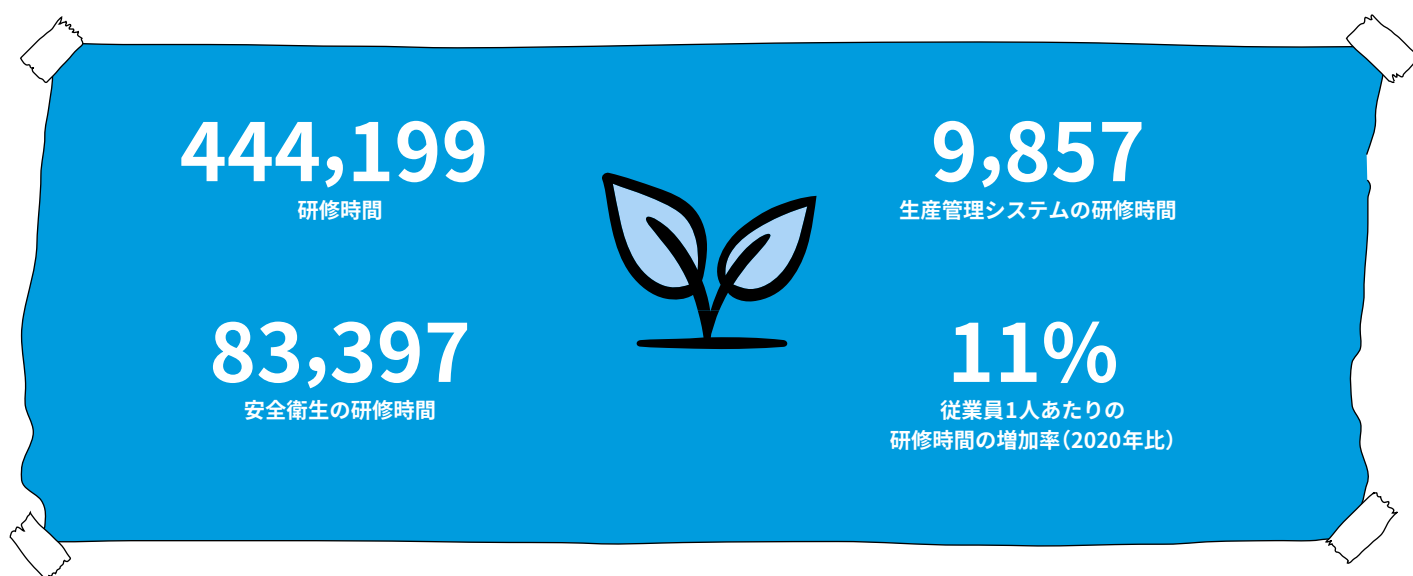 444,199
研修時間
9,857
生産管理システムの研修時間
83,397
安全衛生の研修時間
11%
従業員1人あたりの
研修時間の増加率（2020年比）